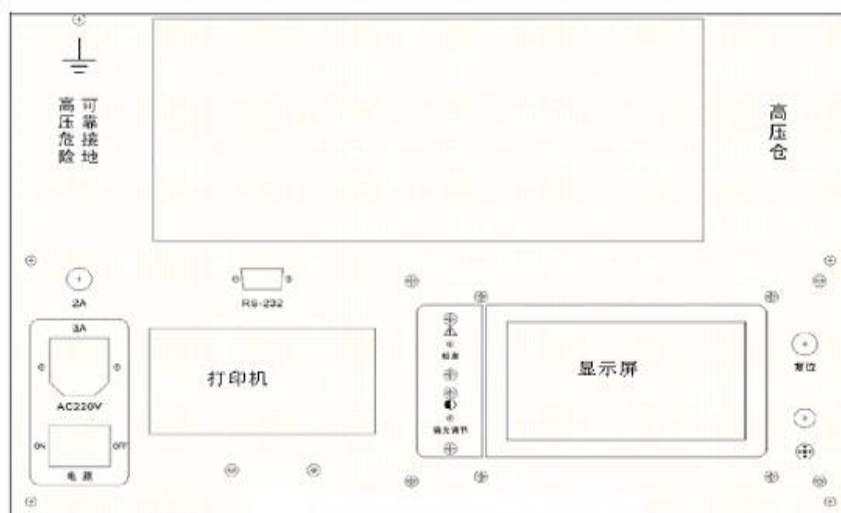 高压危险
可靠接地
高压仓
2A
RS-232
3A
AC220V
ON
OFF
电源
打印机
显示屏
复位